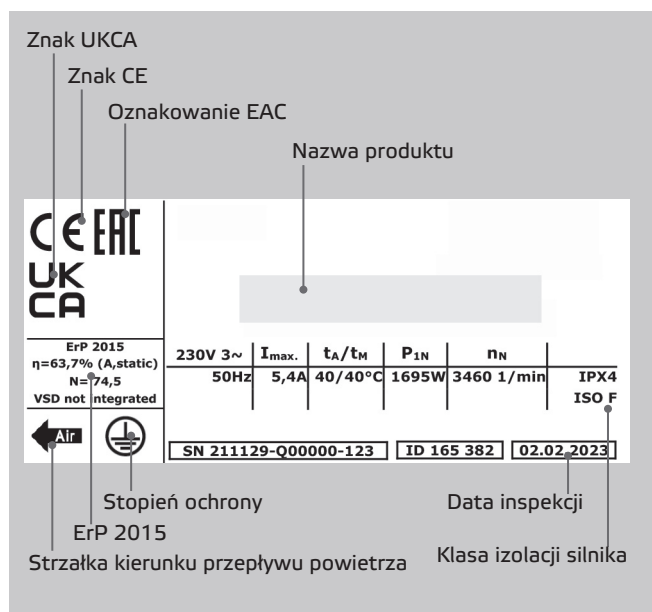 Znak UKCA
Znak CE
Oznakowanie EAC
Nazwa produktu
CE EAC
UK
CA
ErP 2015
η=63,7% (A,static)
N= 74,5
VSD not integrated
230V 3~ Imax. tA/tM P1N nN
50Hz 5,4A 40/40°C 1695W 3460 1/min IPX4
ISO F
Air
SN 211129-Q00000-123 ID 165 382 02.02.2023
Stopień ochrony
Data inspekcji
ErP 2015
Klasa izolacji silnika
Strzałka kierunku przepływu powietrza